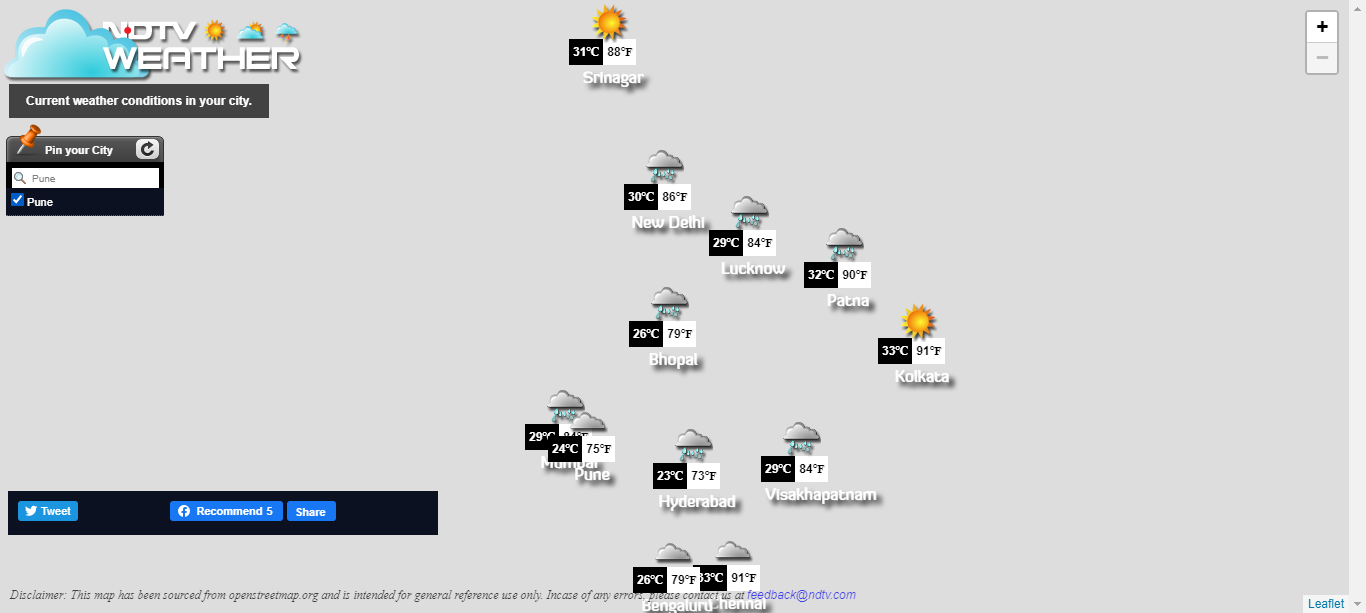 NDTV
WEATHER
Current weather conditions in your city.
Pin your City
Pune
Pune
31°C 88°F
Srinagar
30°C 86°F
New Delhi
29°C 84°F
Lucknow
32°C 90°F
Patna
26°C 79°F
Bhopal
33°C 91°F
Kolkata
29°C 84°F
Mumbai
24°C 75°F
Pune
23°C 73°F
Hyderabad
29°C 84°F
Visakhapatnam
26°C 79°F
Bengaluru
33°C 91°F
Chennai
+
−
Tweet
Recommend 5
Share
Disclaimer: This map has been sourced from openstreetmap.org and is intended for general reference use only. Incase of any errors, please contact us at feedback@ndtv.com
Leaflet